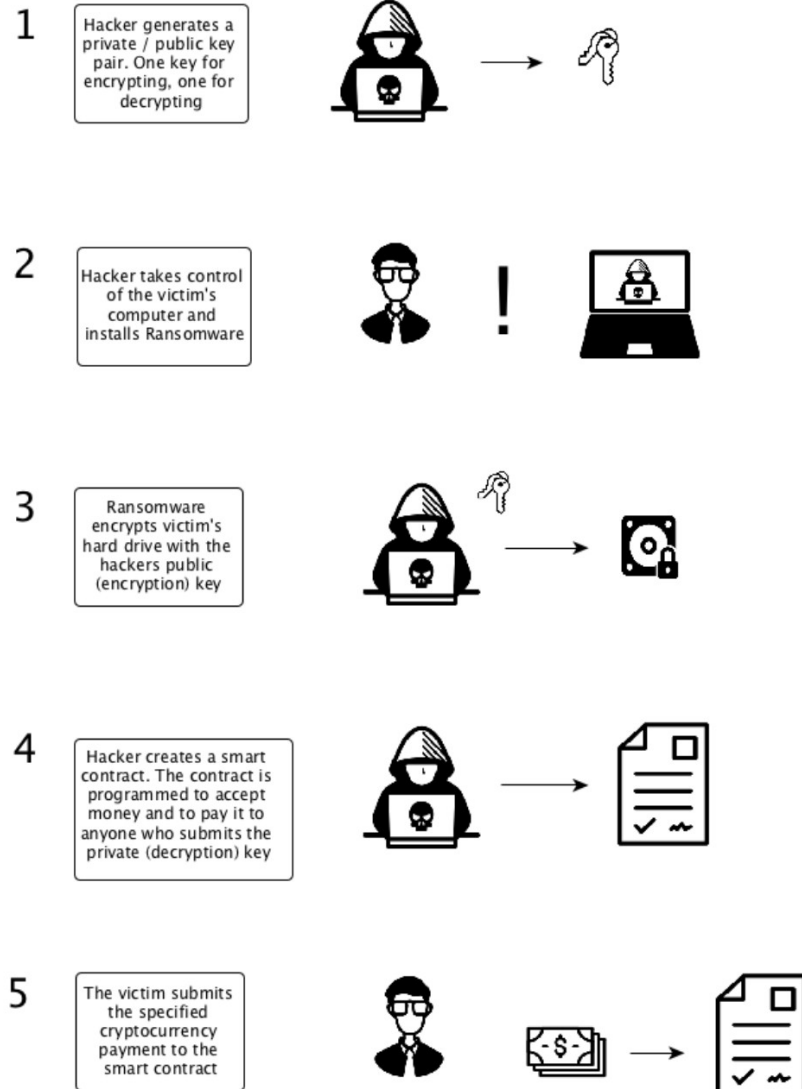 1
Hacker generates a
private / public key
pair. One key for
encrypting, one for
decrypting
2
Hacker takes control
of the victim's
computer and
installs Ransomware
!
3
Ransomware
encrypts victim's
hard drive with the
hackers public
(encryption) key
4
Hacker creates a smart
contract. The contract is
programmed to accept
money and to pay it to
anyone who submits the
private (decryption) key
5
The victim submits
the specified
cryptocurrency
payment to the
smart contract
-$-